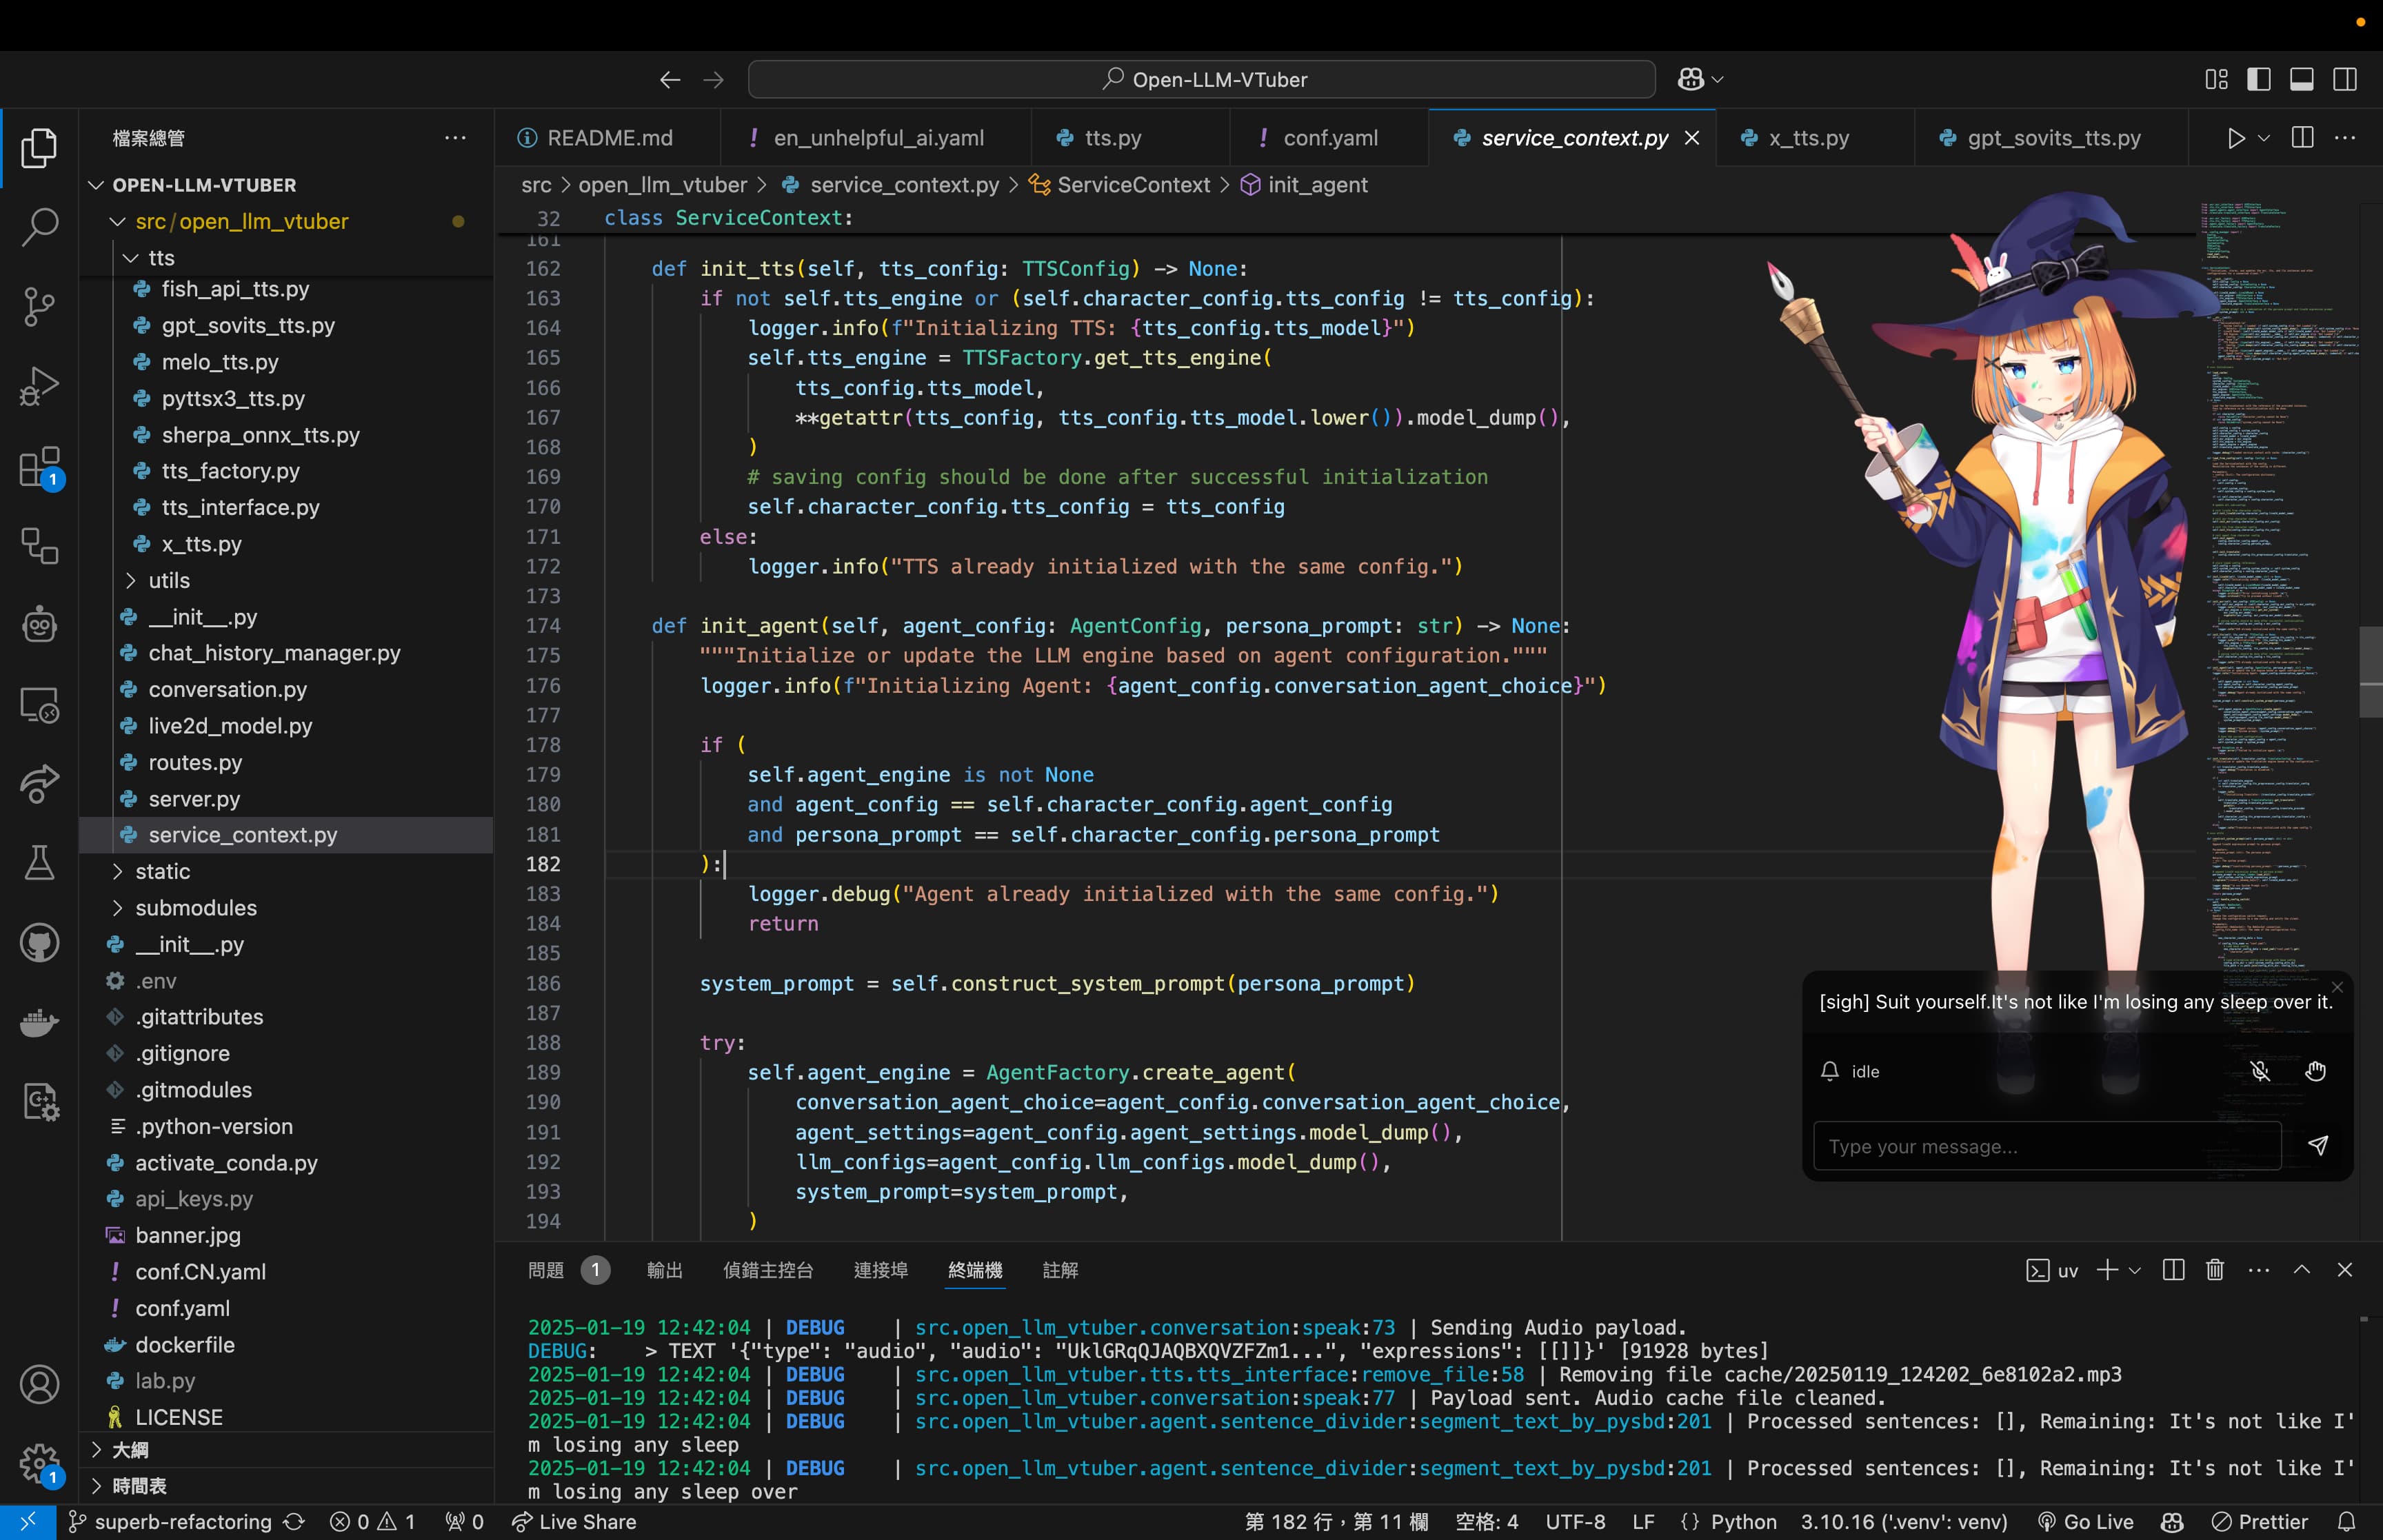 Open-LLM-VTuber
檔案總管
README.md
en_unhelpful_ai.yaml
tts.py
conf.yaml
service_context.py
x_tts.py
gpt_sovits_tts.py
src > open_llm_vtuber > service_context.py > ServiceContext > init_agent
OPEN-LLM-VTUBER
src/open_llm_vtuber
tts
fish_api_tts.py
gpt_sovits_tts.py
melo_tts.py
pyttsx3_tts.py
sherpa_onnx_tts.py
tts_factory.py
tts_interface.py
x_tts.py
utils
__init__.py
chat_history_manager.py
conversation.py
live2d_model.py
routes.py
server.py
service_context.py
static
submodules
__init__.py
.env
.gitattributes
.gitignore
.gitmodules
.python-version
activate_conda.py
api_keys.py
banner.jpg
conf.CN.yaml
conf.yaml
dockerfile
lab.py
LICENSE
大綱
時間表
1
1
32 class ServiceContext:
161
162 def init_tts(self, tts_config: TTSConfig) -> None:
163 if not self.tts_engine or (self.character_config.tts_config != tts_config):
164 logger.info(f"Initializing TTS: {tts_config.tts_model}")
165 self.tts_engine = TTSFactory.get_tts_engine(
166 tts_config.tts_model,
167 **getattr(tts_config, tts_config.tts_model.lower()).model_dump(),
168 )
169 # saving config should be done after successful initialization
170 self.character_config.tts_config = tts_config
171 else:
172 logger.info("TTS already initialized with the same config.")
173
174 def init_agent(self, agent_config: AgentConfig, persona_prompt: str) -> None:
175 """Initialize or update the LLM engine based on agent configuration."""
176 logger.info(f"Initializing Agent: {agent_config.conversation_agent_choice}")
177
178 if (
179 self.agent_engine is not None
180 and agent_config == self.character_config.agent_config
181 and persona_prompt == self.character_config.persona_prompt
182 ):
183 logger.debug("Agent already initialized with the same config.")
184 return
185
186 system_prompt = self.construct_system_prompt(persona_prompt)
187
188 try:
189 self.agent_engine = AgentFactory.create_agent(
190 conversation_agent_choice=agent_config.conversation_agent_choice,
191 agent_settings=agent_config.agent_settings.model_dump(),
192 llm_configs=agent_config.llm_configs.model_dump(),
193 system_prompt=system_prompt,
194 )
[sigh] Suit yourself.It's not like I'm losing any sleep over it.
idle
Type your message...
問題 1 輸出 偵錯主控台 連接埠 終端機 註解
uv
2025-01-19 12:42:04 | DEBUG | src.open_llm_vtuber.conversation:speak:73 | Sending Audio payload.
DEBUG: > TEXT '{"type": "audio", "audio": "UklGRqQJAQBXQVZFZm1...", "expressions": [[]]}' [91928 bytes]
2025-01-19 12:42:04 | DEBUG | src.open_llm_vtuber.tts.tts_interface:remove_file:58 | Removing file cache/20250119_124202_6e8102a2.mp3
2025-01-19 12:42:04 | DEBUG | src.open_llm_vtuber.conversation:speak:77 | Payload sent. Audio cache file cleaned.
2025-01-19 12:42:04 | DEBUG | src.open_llm_vtuber.agent.sentence_divider:segment_text_by_pysbd:201 | Processed sentences: [], Remaining: It's not like I'
m losing any sleep
2025-01-19 12:42:04 | DEBUG | src.open_llm_vtuber.agent.sentence_divider:segment_text_by_pysbd:201 | Processed sentences: [], Remaining: It's not like I'
m losing any sleep over
superb-refactoring 0 1 0 Live Share 第 182 行，第 11 欄 空格: 4 UTF-8 LF {} Python 3.10.16 ('.venv': venv) Go Live Prettier